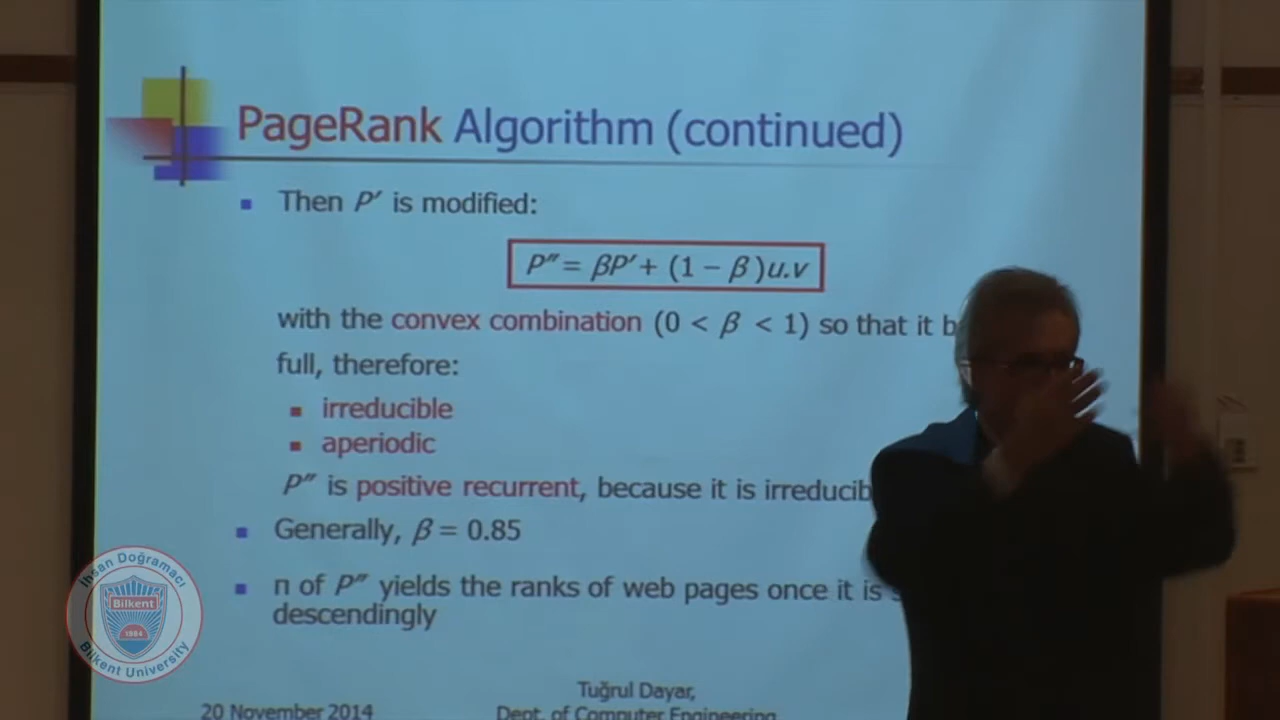 PageRank Algorithm (continued)
Then P′ is modified:
P″ = βP′ + (1 − β)u.v
with the convex combination (0 < β < 1) so that it
full, therefore:
irreducible
aperiodic
P″ is positive recurrent, because it is
Generally, β = 0.85
π of P″ yields the ranks of web pages once it is
descendingly
İhsan Doğramacı
Bilkent
1984
Bilkent University
Tuğrul Dayar,
20 November 2014
Dept. of Computer Engineering